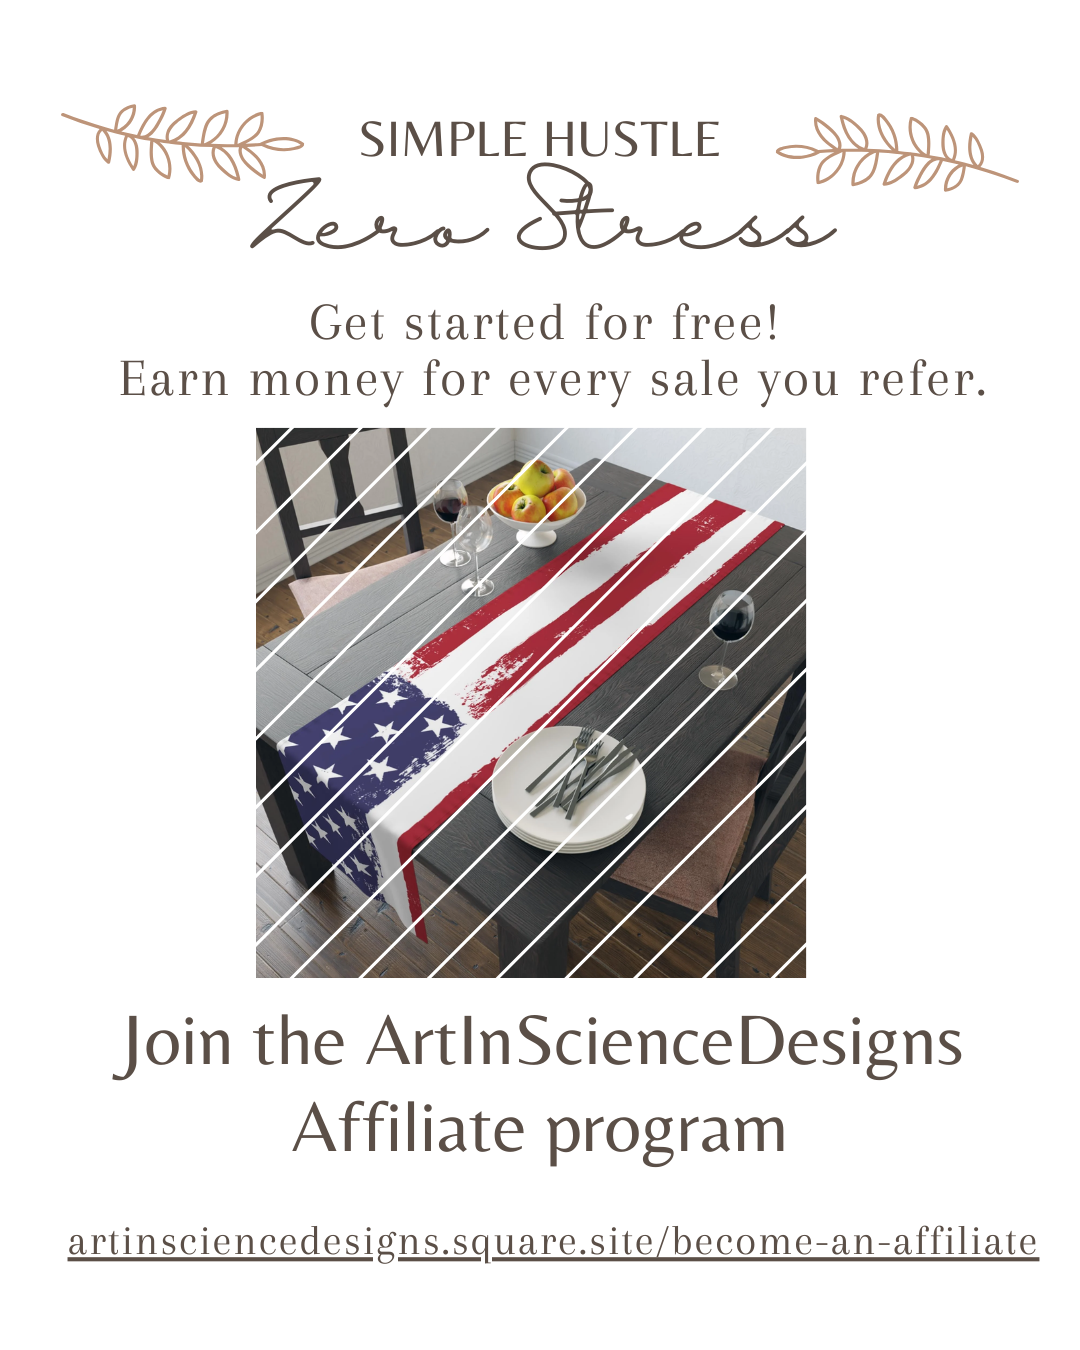 SIMPLE HUSTLE
Zero Stress
Get started for free!
Earn money for every sale you refer.
Join the ArtInScienceDesigns
Affiliate program
artinsciencedesigns.square.site/become-an-affiliate